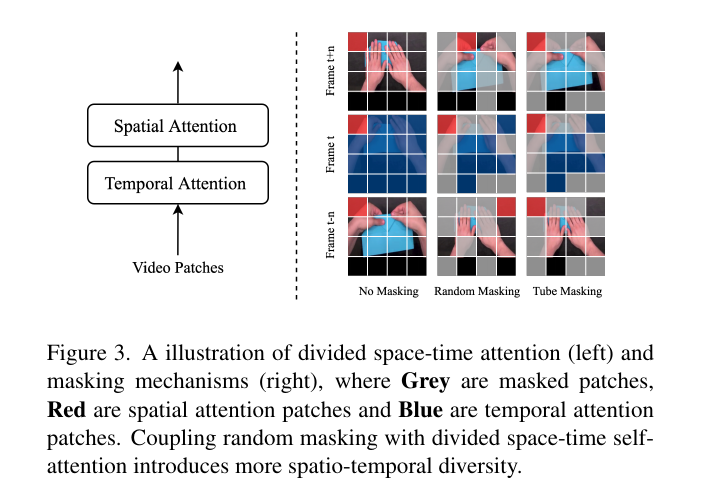 Spatial Attention
Temporal Attention
Video Patches
Frame t+n
Frame t
Frame t-n
No Masking
Random Masking
Tube Masking
Figure 3. A illustration of divided space-time attention (left) and
masking mechanisms (right), where Grey are masked patches,
Red are spatial attention patches and Blue are temporal attention
patches. Coupling random masking with divided space-time self-
attention introduces more spatio-temporal diversity.